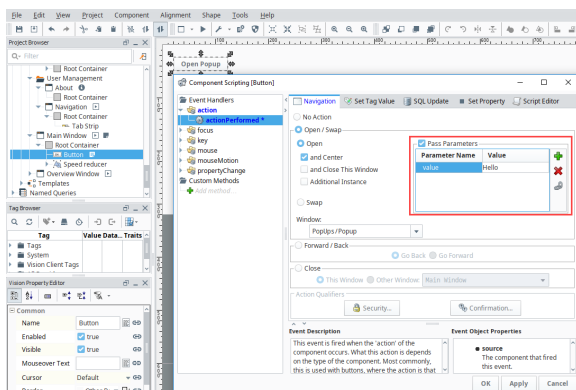 File Edit View Project Component Alignment Shape Tools Help
Project Browser
Q- Filter
Root Container
User Management
About
Root Container
Navigation
Root Container
Tab Strip
Main Window
Root Container
Button
Speed reducer
Overview Window
Templates
Named Queries
Tag Browser
Tag Value Data... Traits
Tags
System
Vision Client Tags
Vision Property Editor
Common
Name Button
Enabled true
Visible true
Mouseover Text
Cursor Default
Open Popup
Component Scripting [Button]
Event Handlers
action
actionPerformed *
focus
key
mouse
mouseMotion
propertyChange
Custom Methods
Add method...
Navigation Set Tag Value SQL Update Set Property Script Editor
No Action
Open / Swap
Open
and Center
and Close This Window
Additional Instance
Swap
Pass Parameters
Parameter Name Value
value Hello
Window:
PopUps/Popup
Forward / Back
Go Back Go Forward
Close
This Window Other Window: Main Window
Action Qualifiers
Security... Confirmation...
Event Description
This event is fired when the 'action' of the
component occurs. What this action is depends
on the type of the component. Most commonly,
this is used with buttons, where the action is that
Event Object Properties
source
The component that fired
this event.
OK Apply Cancel